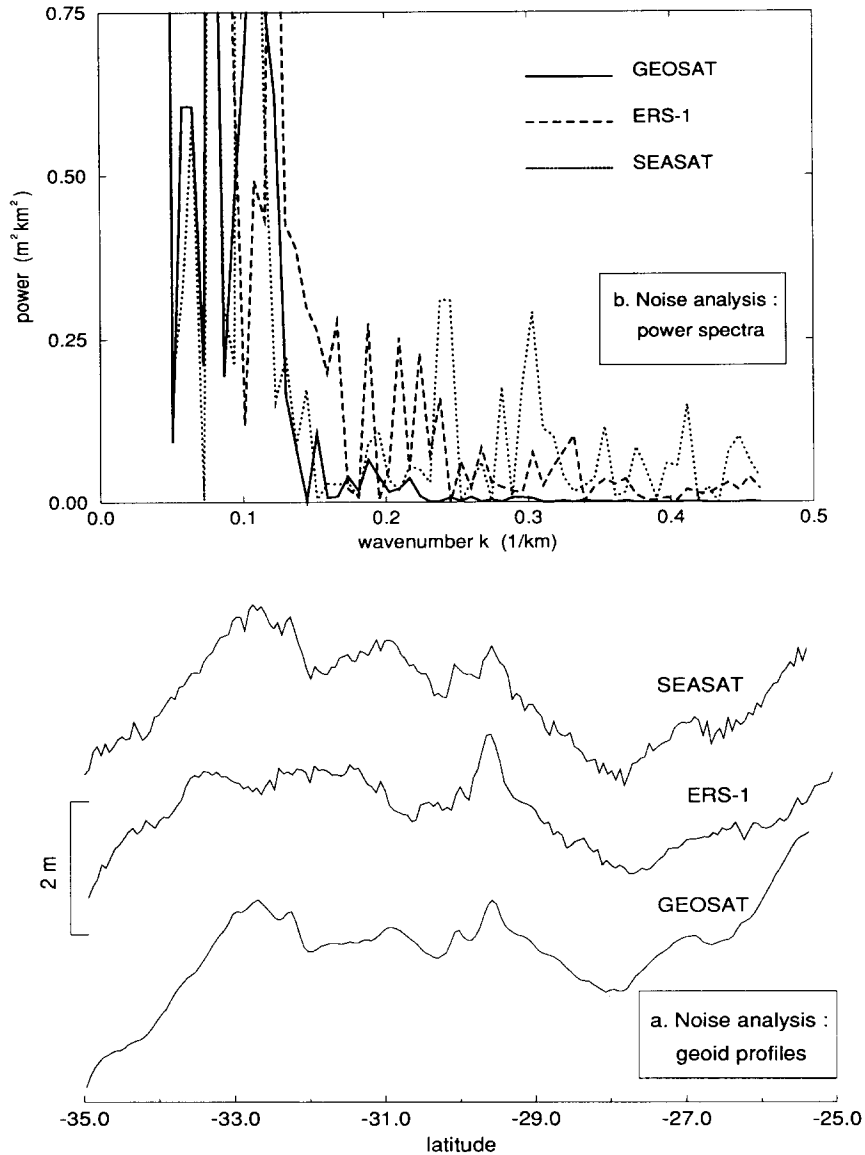 0.75
0.50
0.25
0.00
power (m² km²)
GEOSAT
ERS-1
SEASAT
b. Noise analysis :
power spectra
0.0
0.1
0.2
0.3
0.4
0.5
wavenumber k (1/km)
SEASAT
ERS-1
GEOSAT
2 m
a. Noise analysis :
geoid profiles
-35.0
-33.0
-31.0
-29.0
-27.0
-25.0
latitude